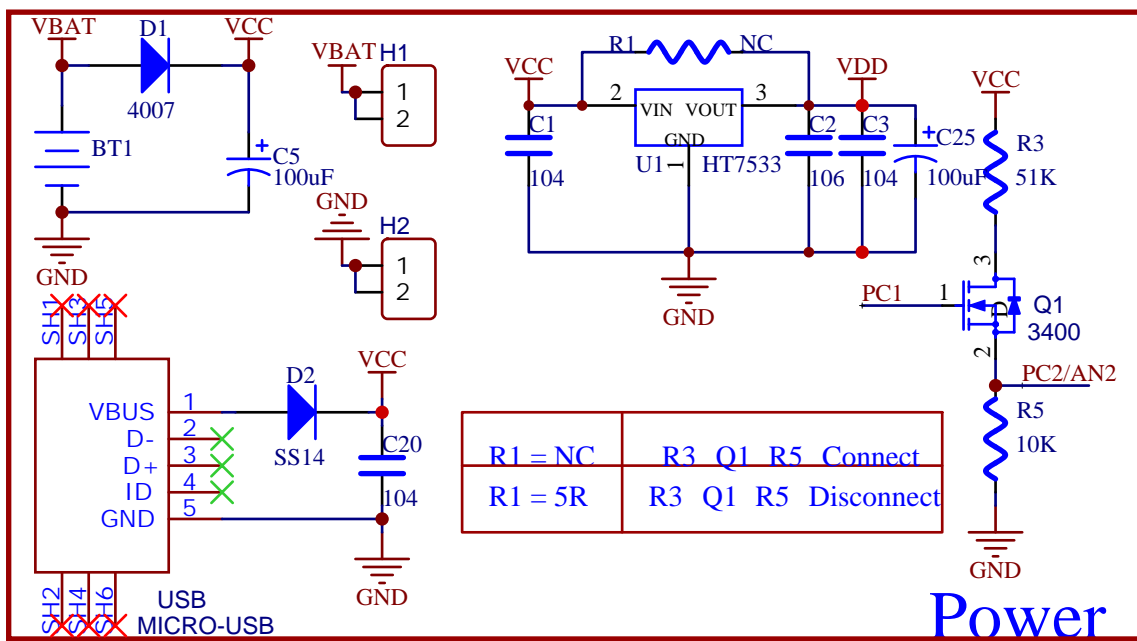 VBAT
D1
VCC
4007
BT1
C5
100uF
GND
VBAT
H1
1
2
GND
H2
1
2
R1
NC
VCC
VDD
2
VIN
VOUT
3
GND
C1
104
U1
1
HT7533
C2
106
C3
104
C25
100uF
GND
VCC
R3
51K
3
PC1
1
D
Q1
3400
2
PC2/AN2
R5
10K
GND
SH1
SH3
SH5
VBUS
1
D-
2
D+
3
ID
4
GND
5
SH2
SH4
SH6
USB
MICRO-USB
D2
SS14
VCC
C20
104
GND
R1 = NC
R3 Q1 R5 Connect
R1 = 5R
R3 Q1 R5 Disconnect
Power